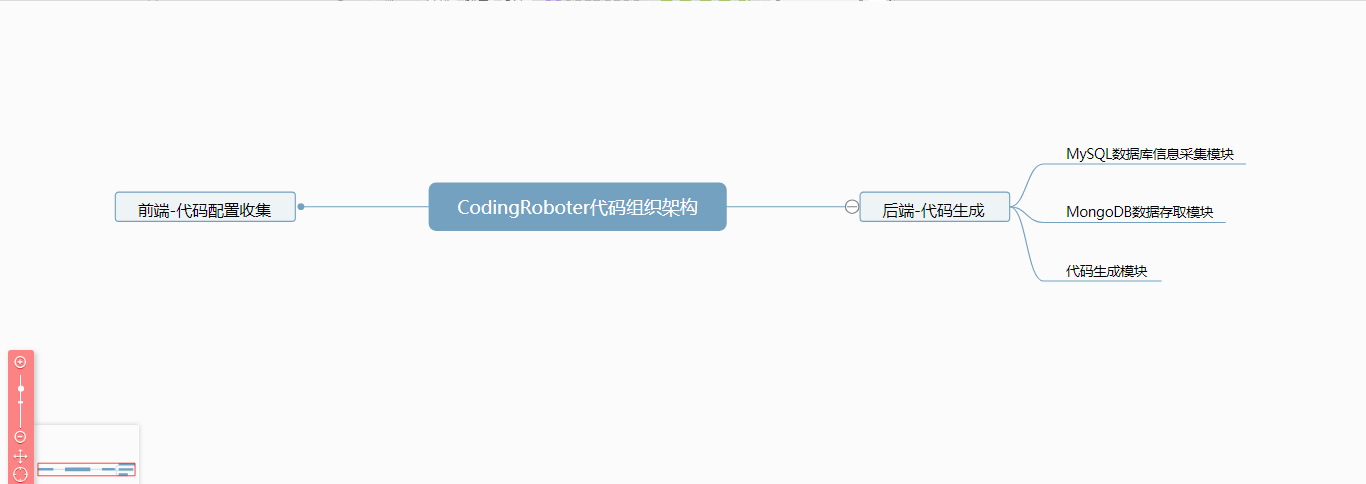 MySQL数据库信息采集模块
前端-代码配置收集
CodingRoboter代码组织架构
后端-代码生成
MongoDB数据存取模块
代码生成模块